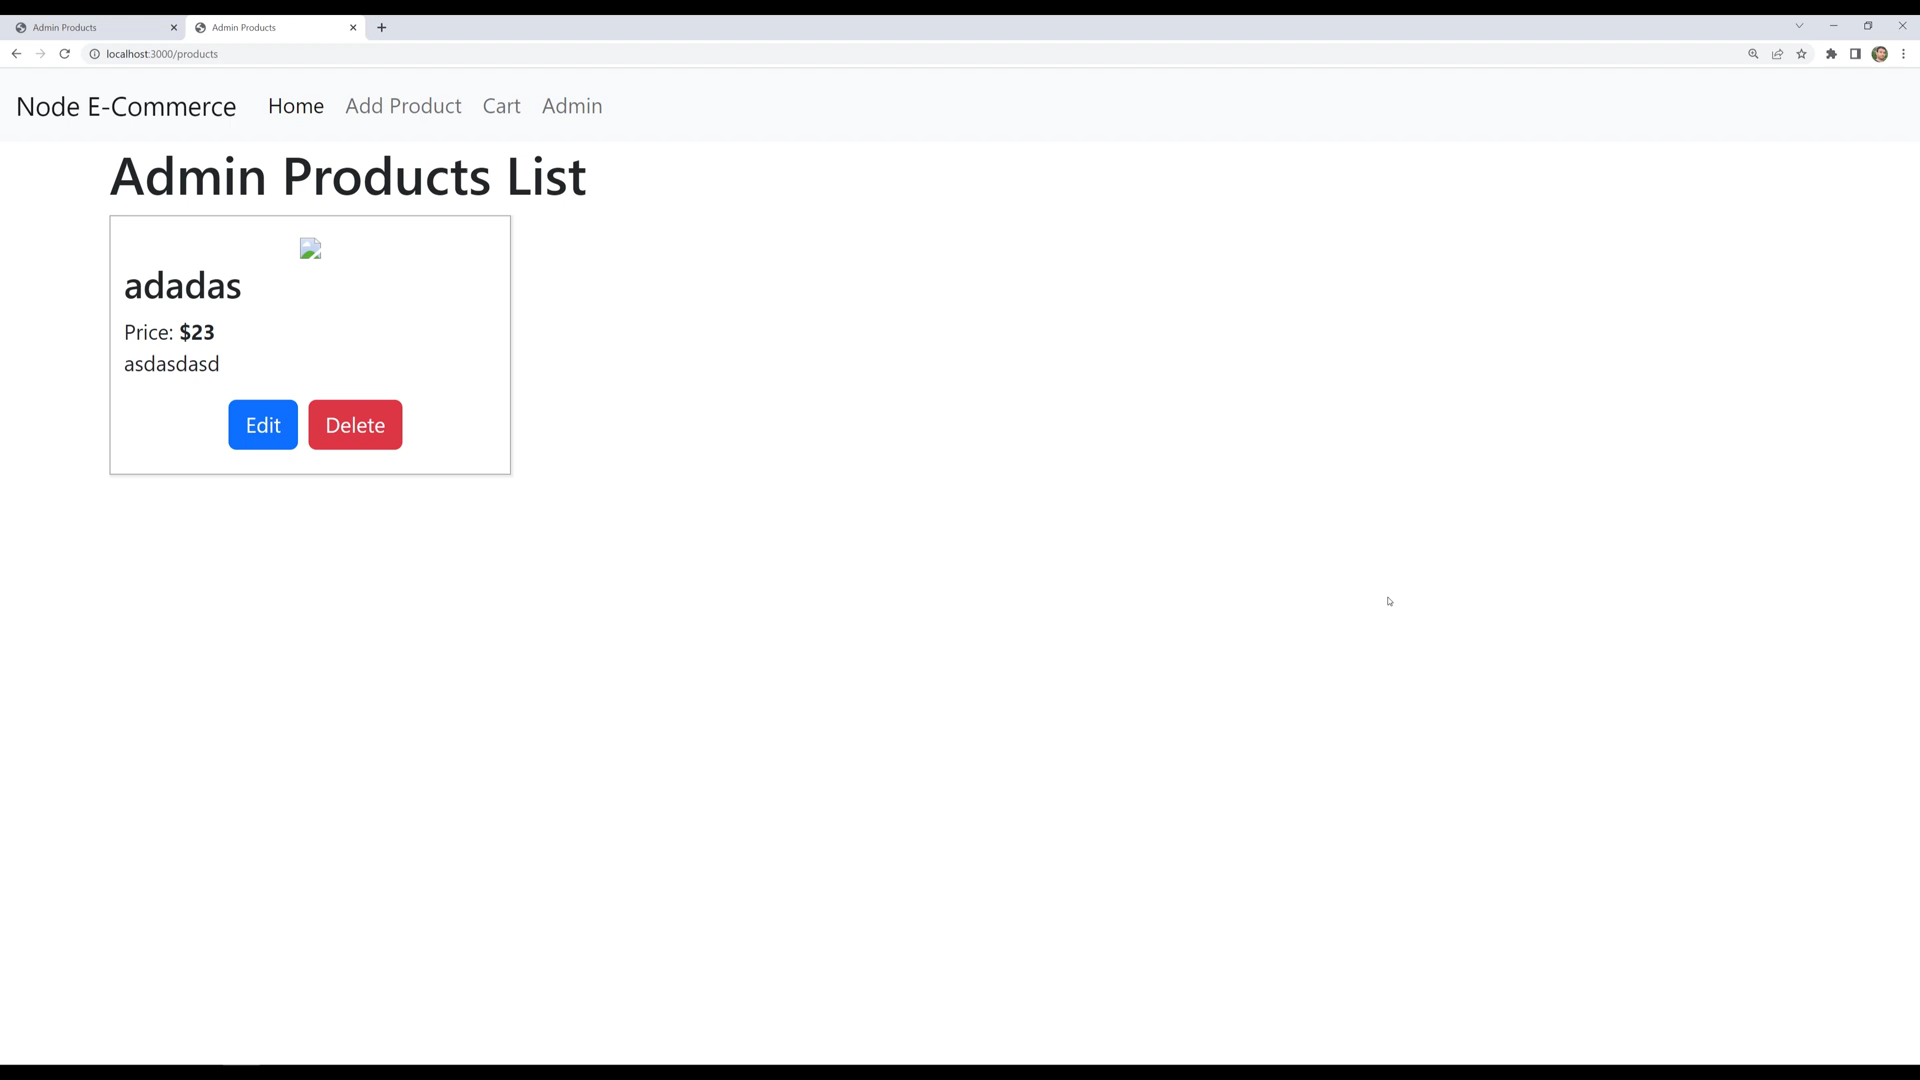 Admin Products
Admin Products
localhost:3000/products
Node E-Commerce Home Add Product Cart Admin
Admin Products List
adadas
Price: $23
asdasdasd
Edit Delete